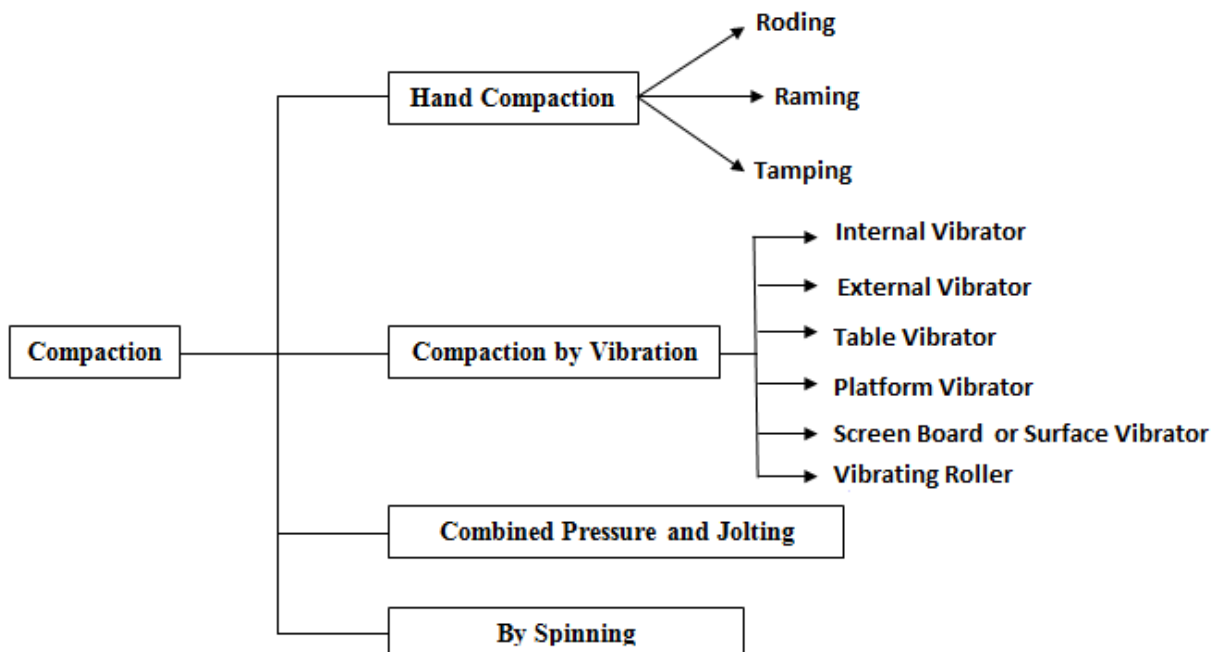 Compaction
Hand Compaction
Roding
Raming
Tamping
Compaction by Vibration
Internal Vibrator
External Vibrator
Table Vibrator
Platform Vibrator
Screen Board or Surface Vibrator
Vibrating Roller
Combined Pressure and Jolting
By Spinning